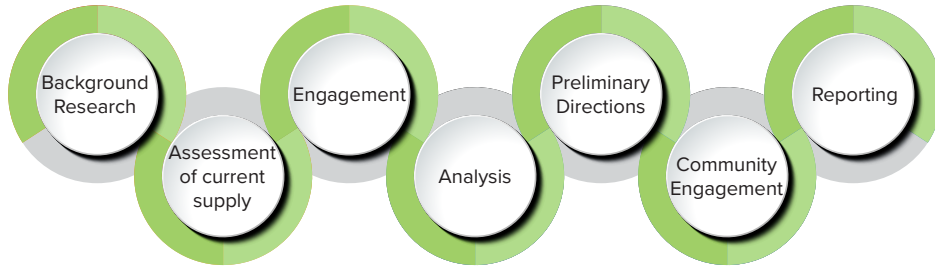 Background
Research
Assessment
of current
supply
Engagement
Analysis
Preliminary
Directions
Community
Engagement
Reporting